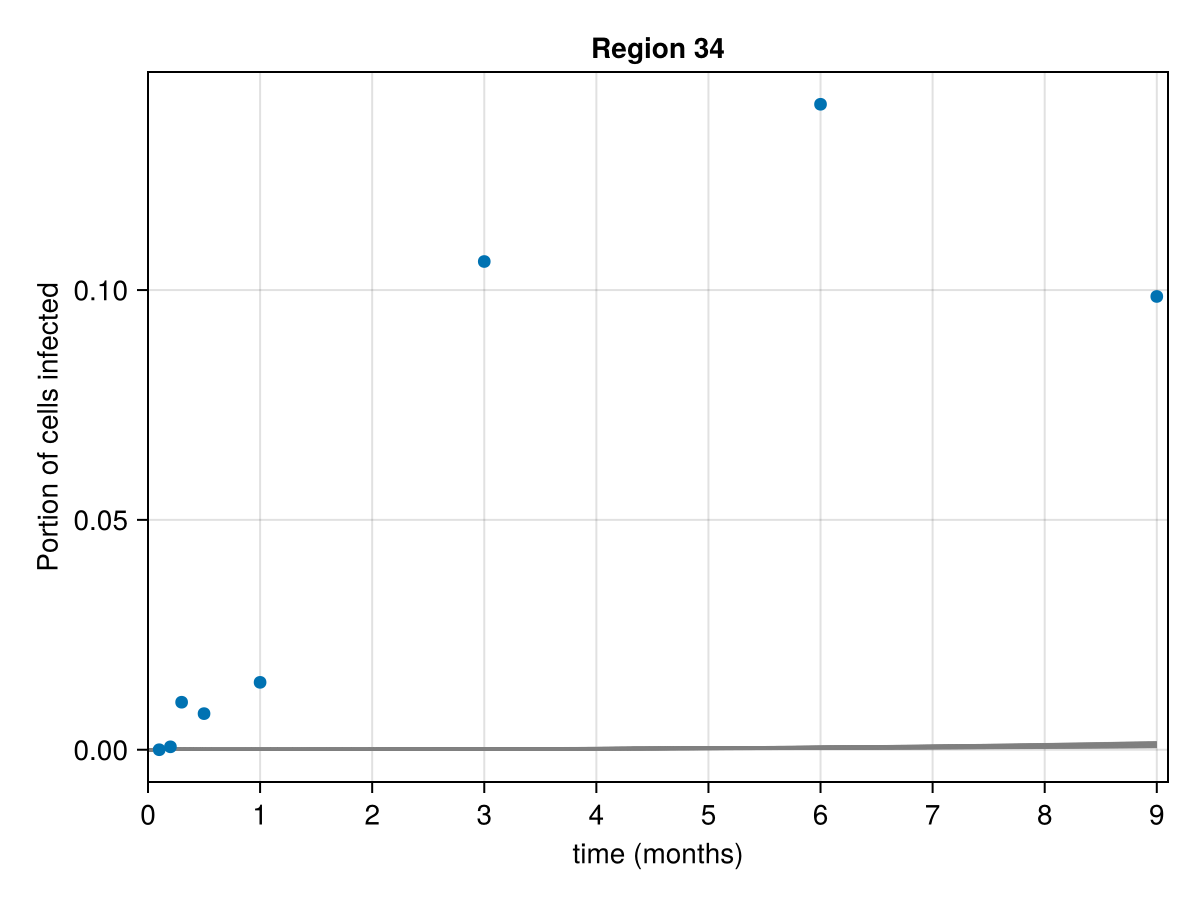 Region 34
Portion of cells infected
0.10
0.05
0.00
0 1 2 3 4 5 6 7 8 9
time (months)